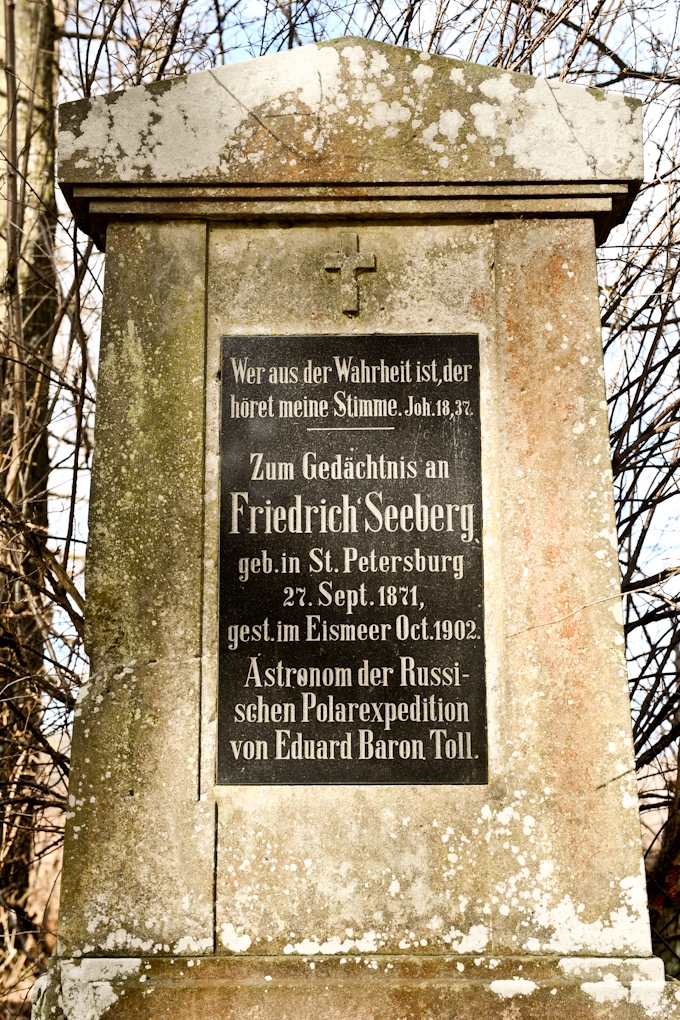 Wer aus der Wahrheit ist, der
höret meine Stimme. Joh. 18,37.
Zum Gedächtnis an
Friedrich Seeberg,
geb. in St. Petersburg
27. Sept. 1871,
gest. im Eismeer Oct. 1902.
Astronom der Russi-
schen Polarexpedition
von Eduard Baron Toll.